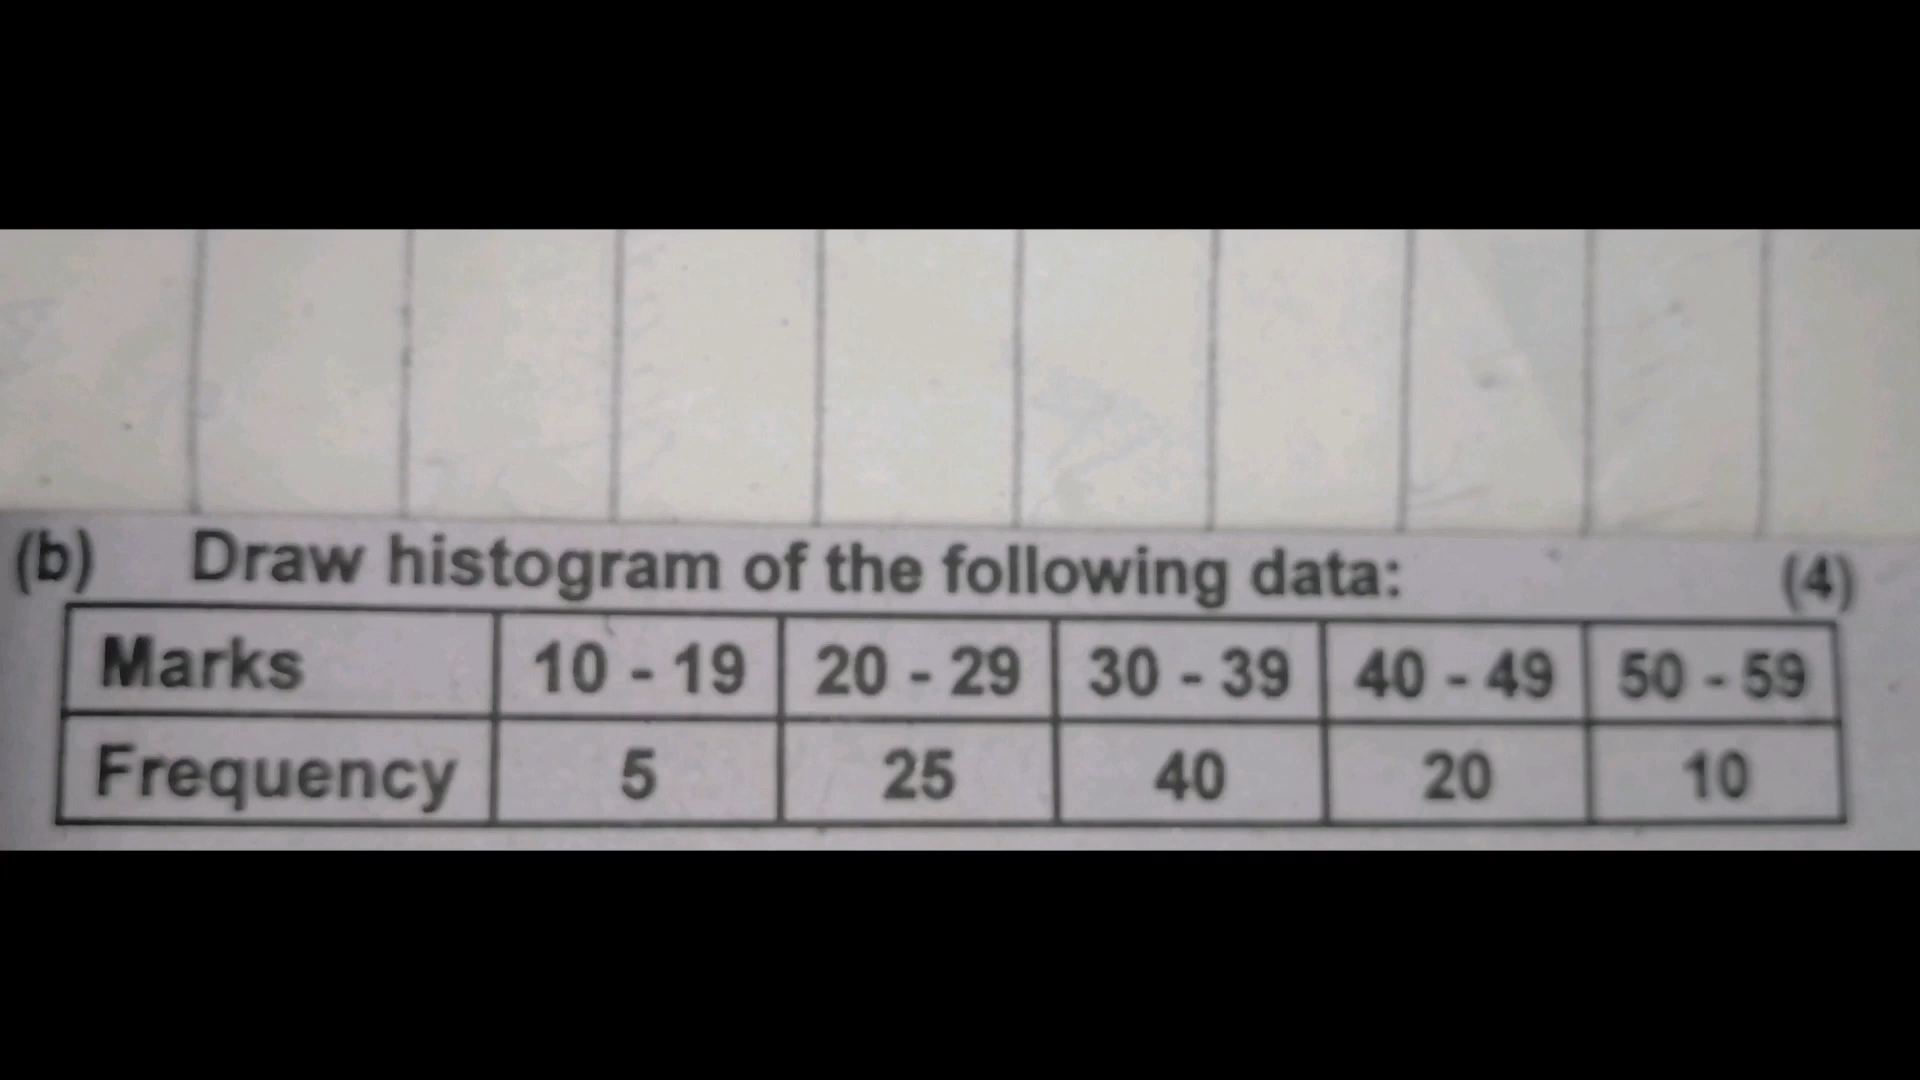 (b) Draw histogram of the following data: (4)
Marks 10 - 19 20 - 29 30 - 39 40 - 49 50 - 59
Frequency 5 25 40 20 10